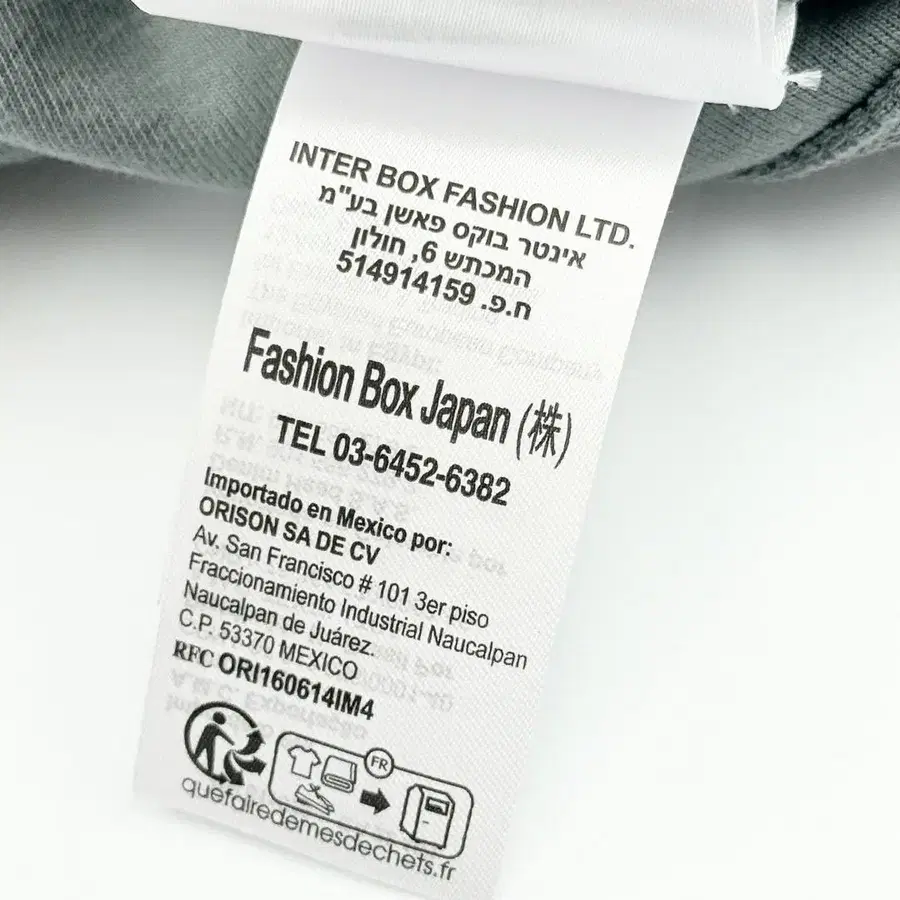 INTER BOX FASHION LTD.
אינטר בוקס פאשן בע"מ
המכתש 6, חולון
ח.פ. 514914159
Fashion Box Japan (株)
TEL 03-6452-6382
Importado en Mexico por:
ORISON SA DE CV
Av. San Francisco # 101 3er piso
Fraccionamiento Industrial Naucalpan
Naucalpan de Juárez.
C.P. 53370 MEXICO
RFC ORI160614IM4
FR
quefairedemesdechets.fr